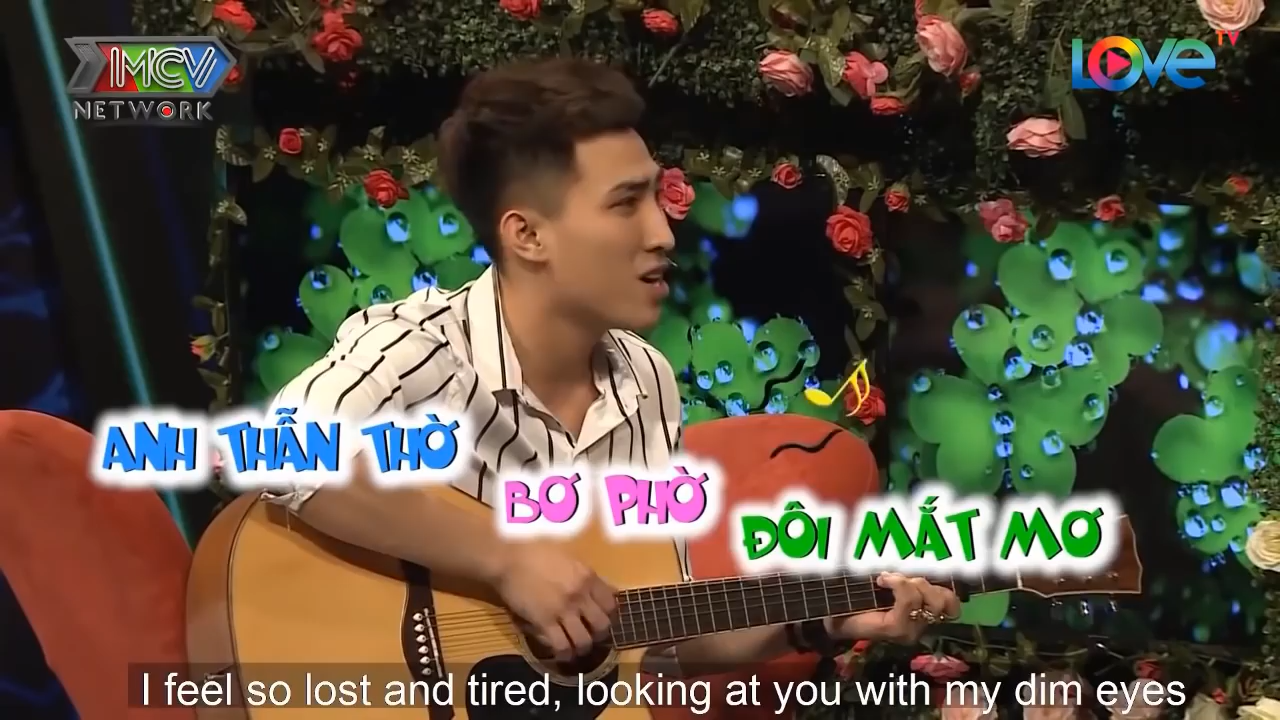 MCV
NETWORK
LOVE TV
ANH THẪN THỜ
BƠ PHỜ
ĐÔI MẮT MƠ
I feel so lost and tired, looking at you with my dim eyes